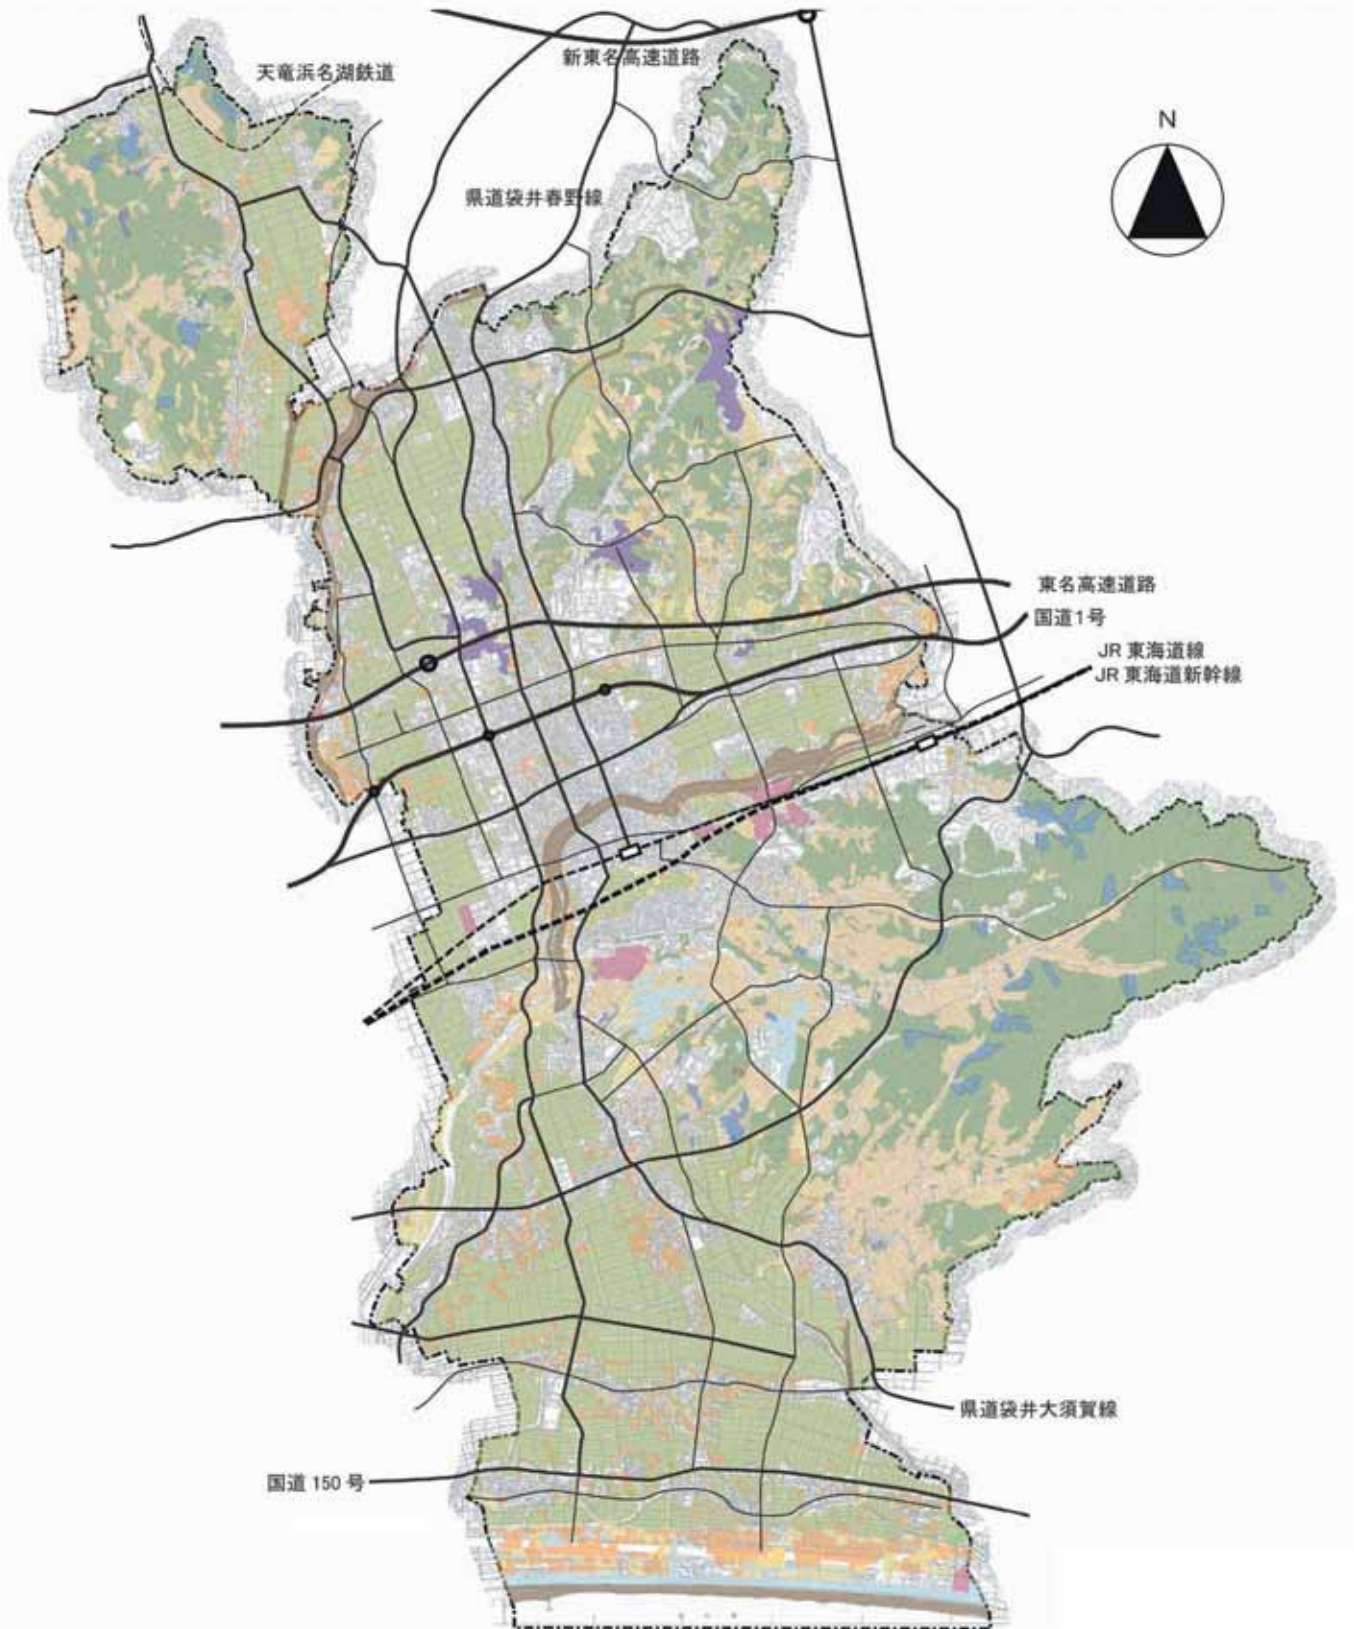 新東名高速道路
天竜浜名湖鉄道
N
県道袋井春野線
東名高速道路
国道1号
JR 東海道線
JR 東海道新幹線
県道袋井大須賀線
国道 150 号